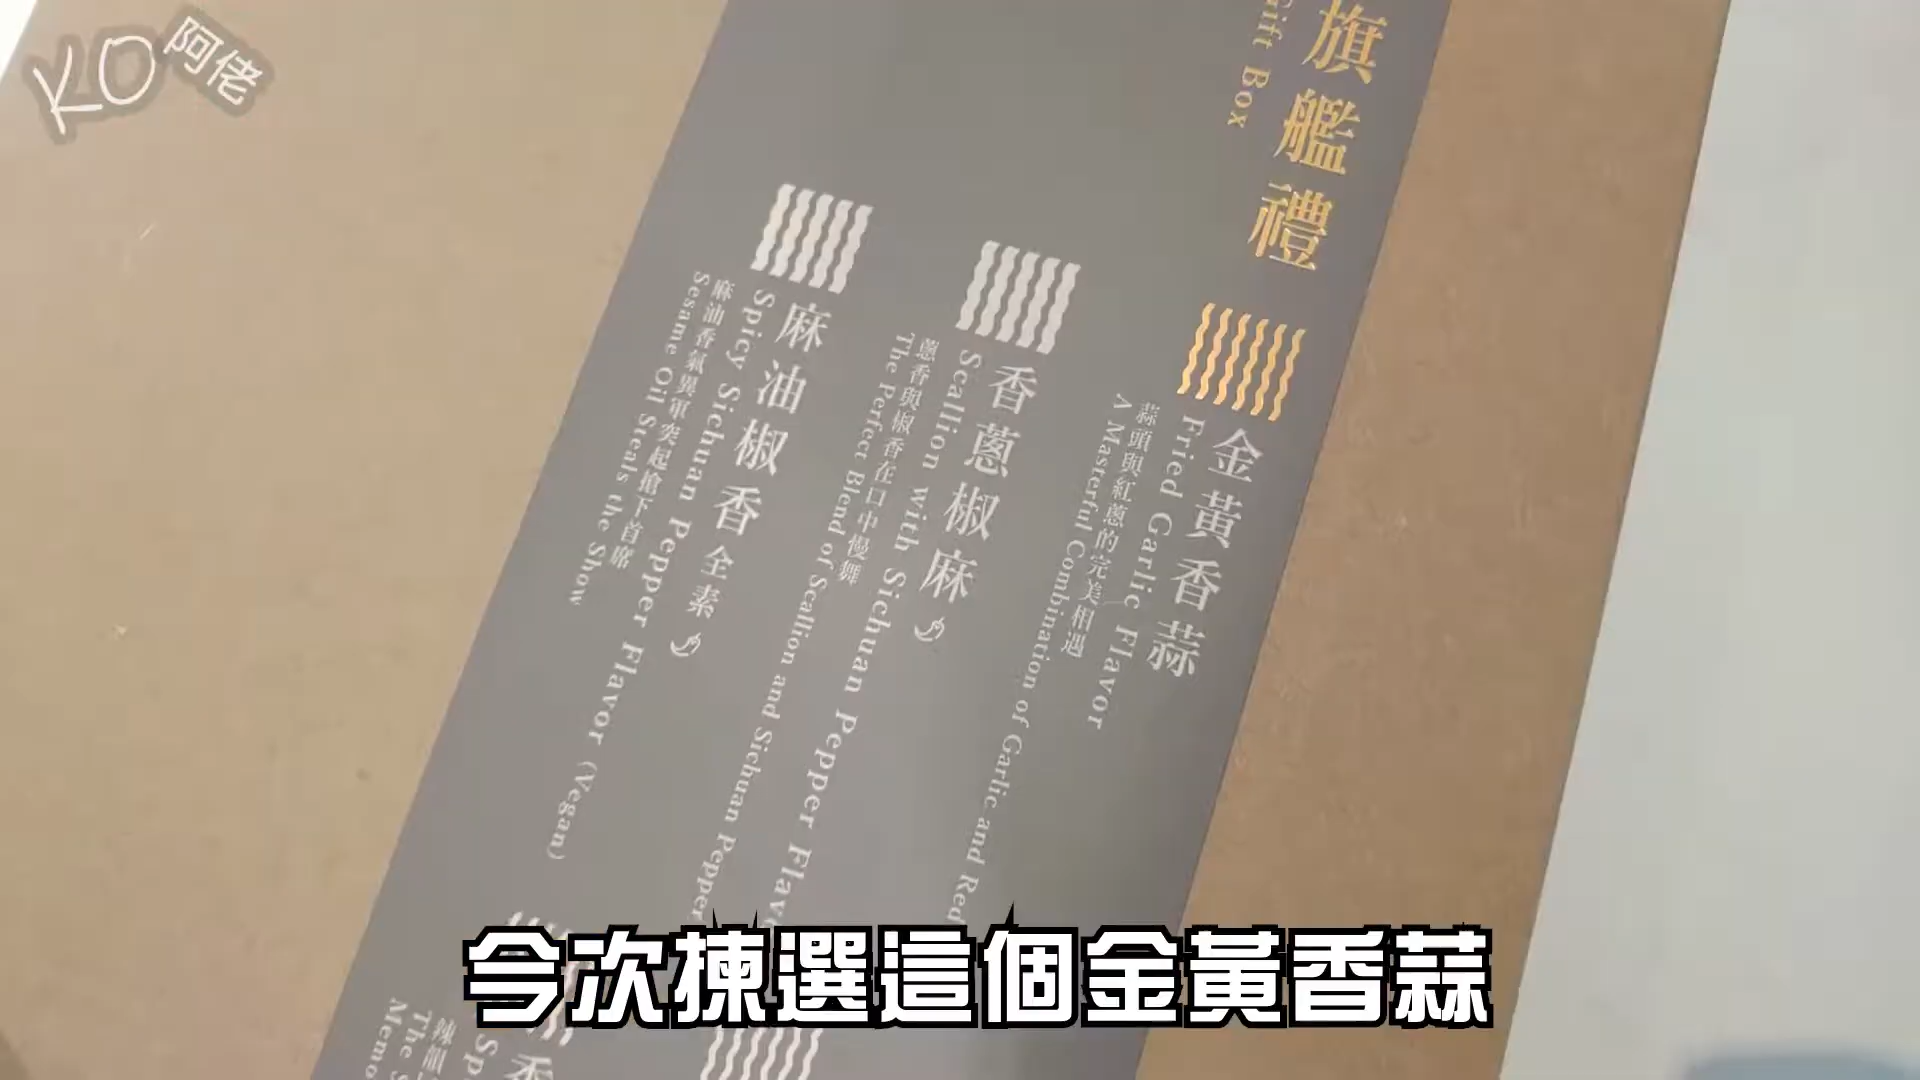 KO阿佬
旗艦禮
Gift Box
金黃香蒜
Fried Garlic Flavor
蒜頭與紅蔥的完美相遇
A Masterful Combination of Garlic and Red
香蔥椒麻
Scallion with Sichuan Pepper
蔥香與椒香在口中慢舞
The Perfect Blend of Scallion and Sichuan Pepper
麻油椒香全素
Spicy Sichuan Pepper Flavor (Vegan)
麻油香氣異軍突起搶下首席
Sesame Oil Steals the Show
今次揀選這個金黃香蒜